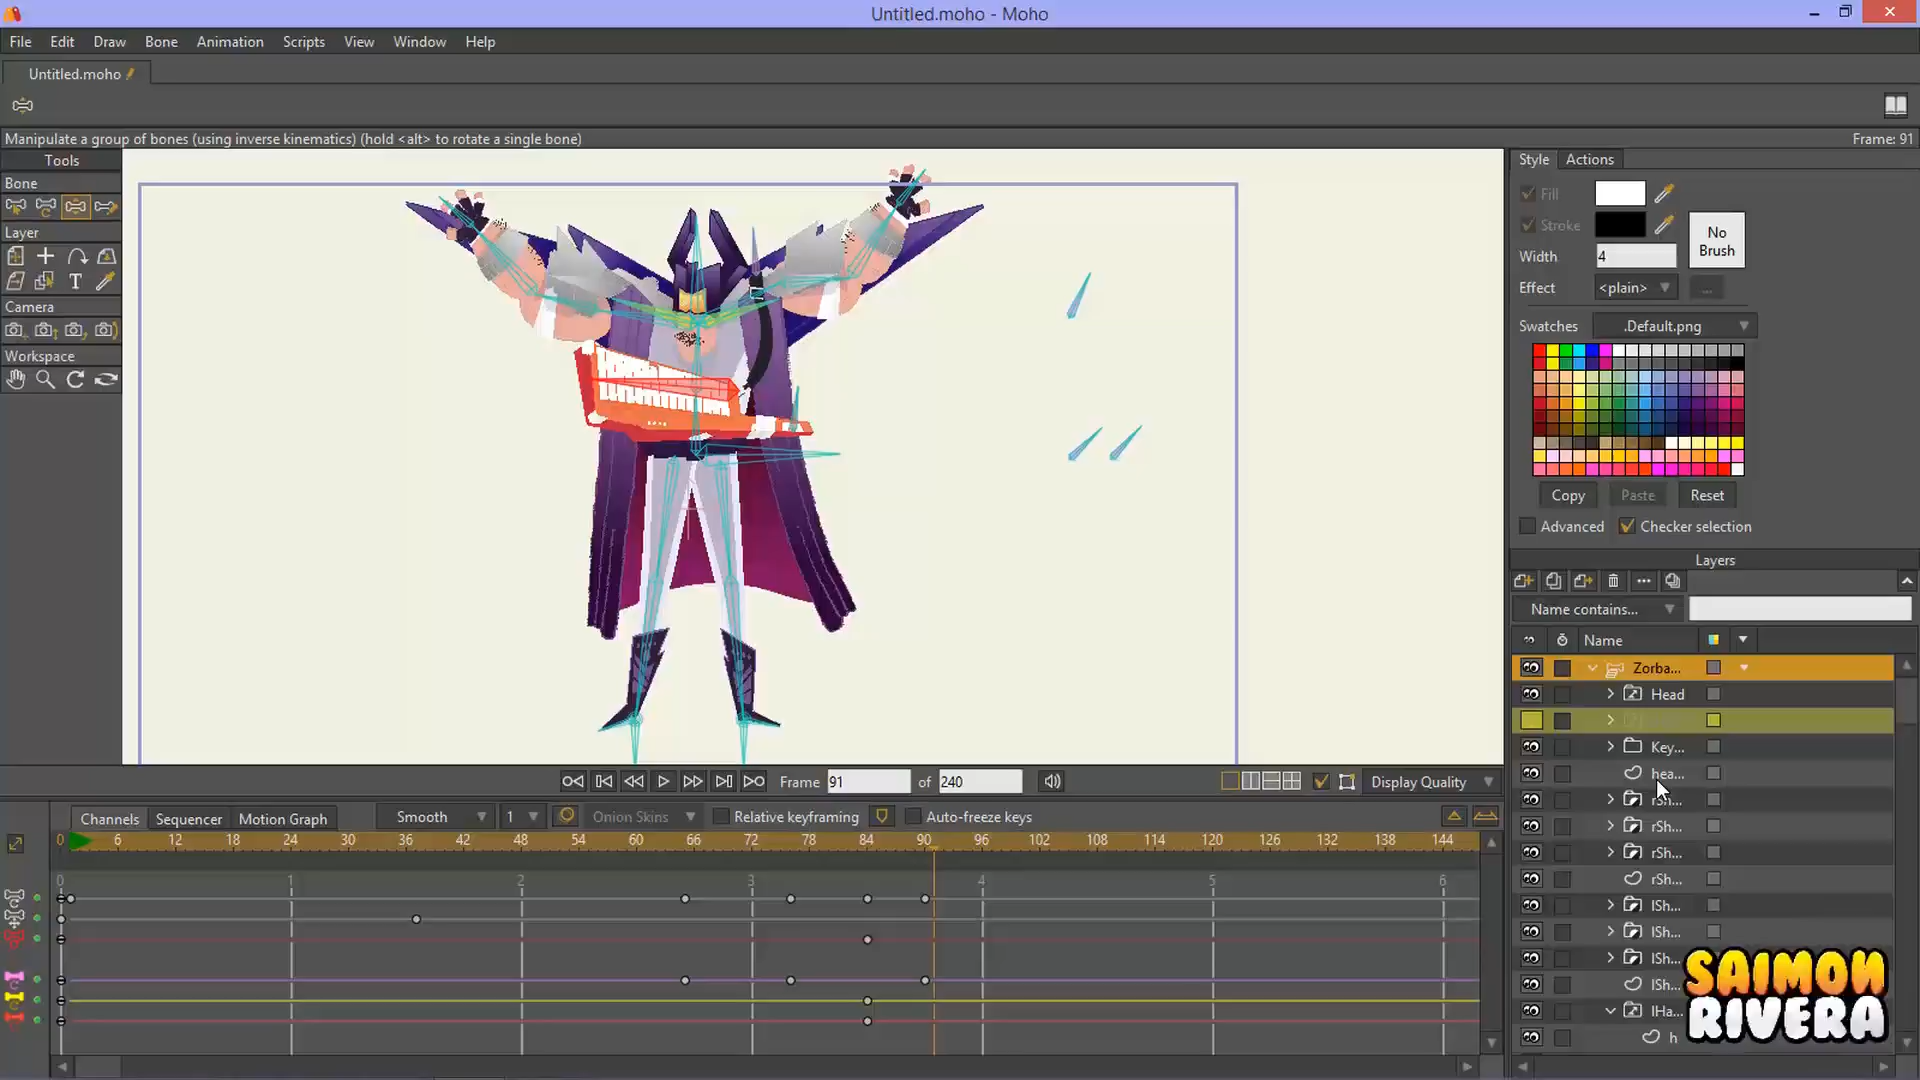 Untitled.moho - Moho
File Edit Draw Bone Animation Scripts View Window Help
Untitled.moho
Manipulate a group of bones (using inverse kinematics) (hold <alt> to rotate a single bone)
Frame: 91
Tools
Bone
Layer
T
Camera
Workspace
Style Actions
Fill
Stroke
No
Brush
Width 4
Effect <plain> ...
Swatches .Default.png
Copy Paste Reset
Advanced Checker selection
Layers
Name contains...
Name
Zorba...
Head
Key...
hea...
rSh...
rSh...
rSh...
rSh...
lSh...
lSh...
lSh...
lSh...
lHa...
h
Frame 91 of 240 Display Quality
Channels Sequencer Motion Graph Smooth 1 Onion Skins Relative keyframing Auto-freeze keys
0 6 12 18 24 30 36 42 48 54 60 66 72 78 84 90 96 102 108 114 120 126 132 138 144
0 1 2 3 4 5 6
SAIMON
RIVERA